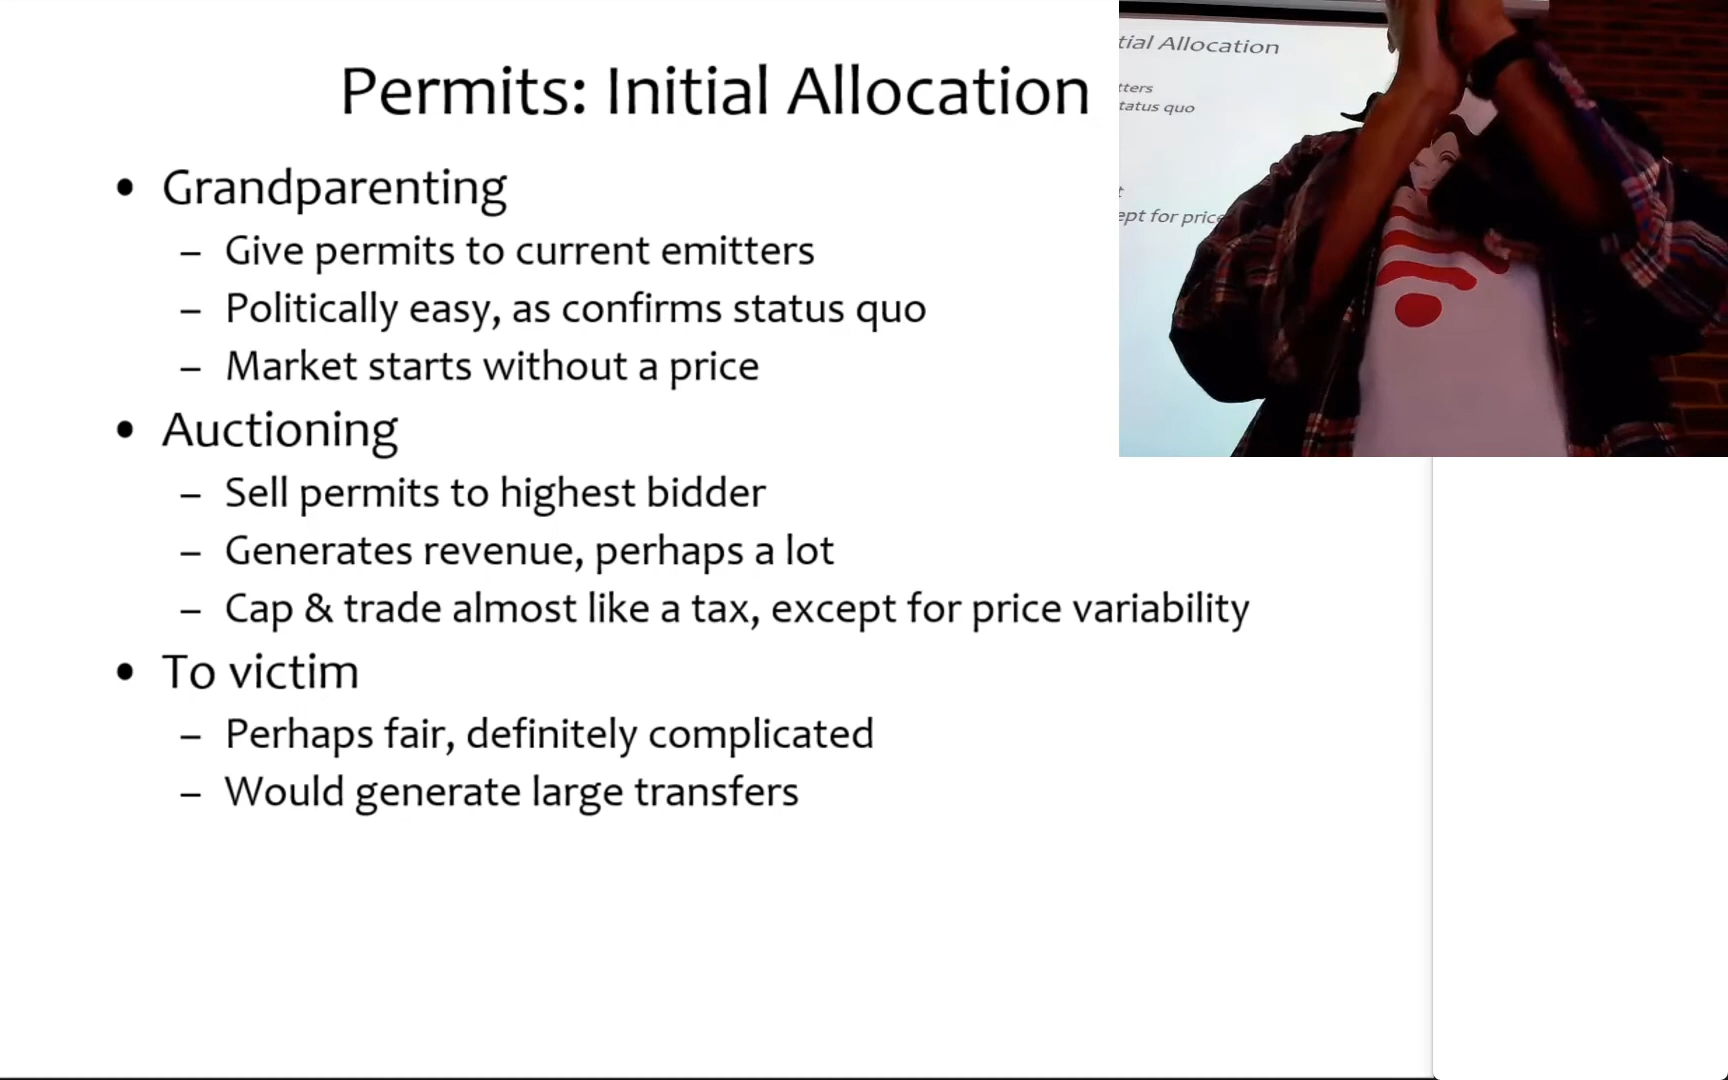 Permits: Initial Allocation
• Grandparenting
– Give permits to current emitters
– Politically easy, as confirms status quo
– Market starts without a price
• Auctioning
– Sell permits to highest bidder
– Generates revenue, perhaps a lot
– Cap & trade almost like a tax, except for price variability
• To victim
– Perhaps fair, definitely complicated
– Would generate large transfers
tial Allocation
tters
tatus quo
t
ept for price